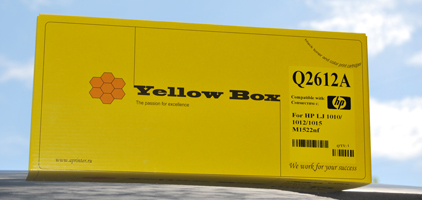 Q2612A
Yellow Box
The passion for excellence
Compatible with
hp
For HP LJ 1010/
1012/1015
M1522nf
We work for your success